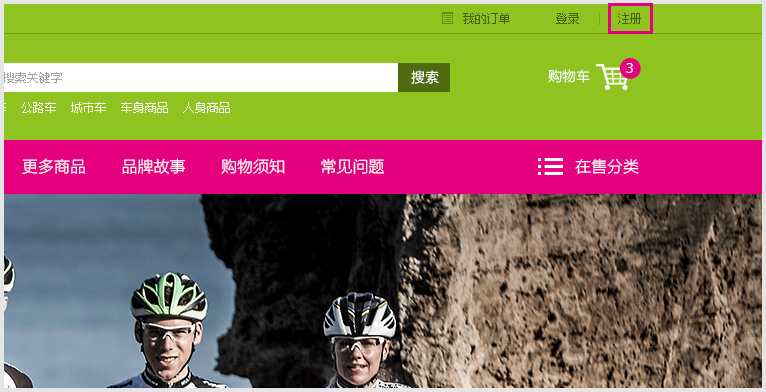 我的订单 登录 | 注册
搜索关键字 搜索 购物车 3
车 公路车 城市车 车身商品 人身商品
更多商品 品牌故事 购物须知 常见问题 在售分类